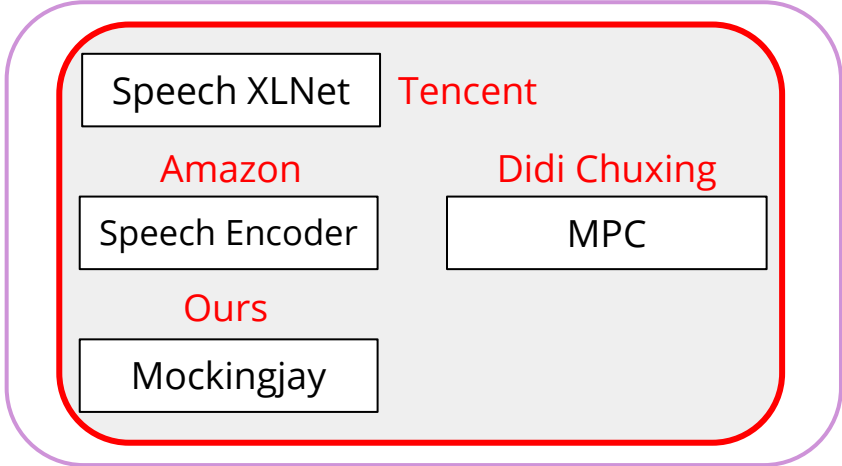 Speech XLNet Tencent
Amazon Didi Chuxing
Speech Encoder MPC
Ours
Mockingjay